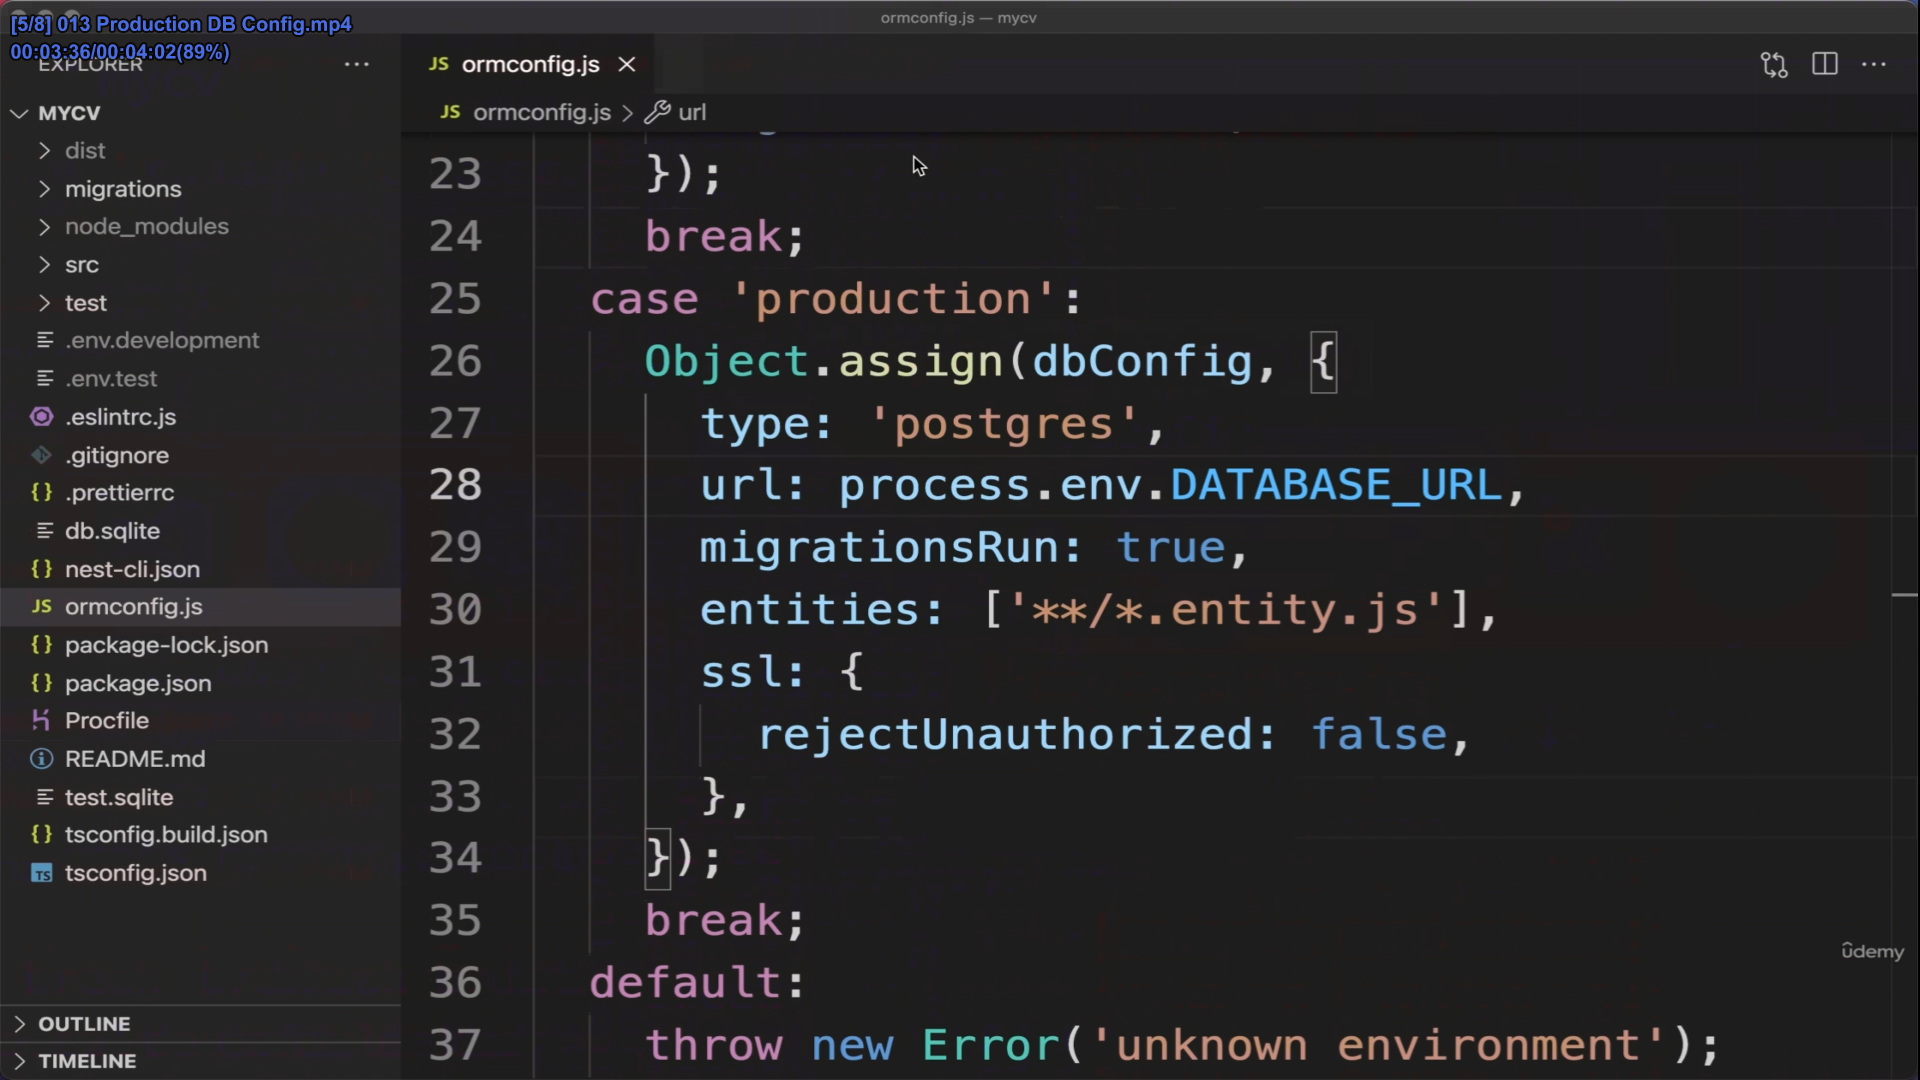 [5/8] 013 Production DB Config.mp4
00:03:36/00:04:02(89%)
ormconfig.js — mycv
EXPLORER
JS ormconfig.js
JS ormconfig.js > url
MYCV
dist
migrations
node_modules
src
test
.env.development
.env.test
.eslintrc.js
.gitignore
{} .prettierrc
db.sqlite
{} nest-cli.json
JS ormconfig.js
{} package-lock.json
{} package.json
Procfile
README.md
test.sqlite
{} tsconfig.build.json
TS tsconfig.json
OUTLINE
TIMELINE
23 });
24 break;
25 case 'production':
26 Object.assign(dbConfig, {
27 type: 'postgres',
28 url: process.env.DATABASE_URL,
29 migrationsRun: true,
30 entities: ['**/*.entity.js'],
31 ssl: {
32 rejectUnauthorized: false,
33 },
34 });
35 break;
36 default:
37 throw new Error('unknown environment');
ûdemy